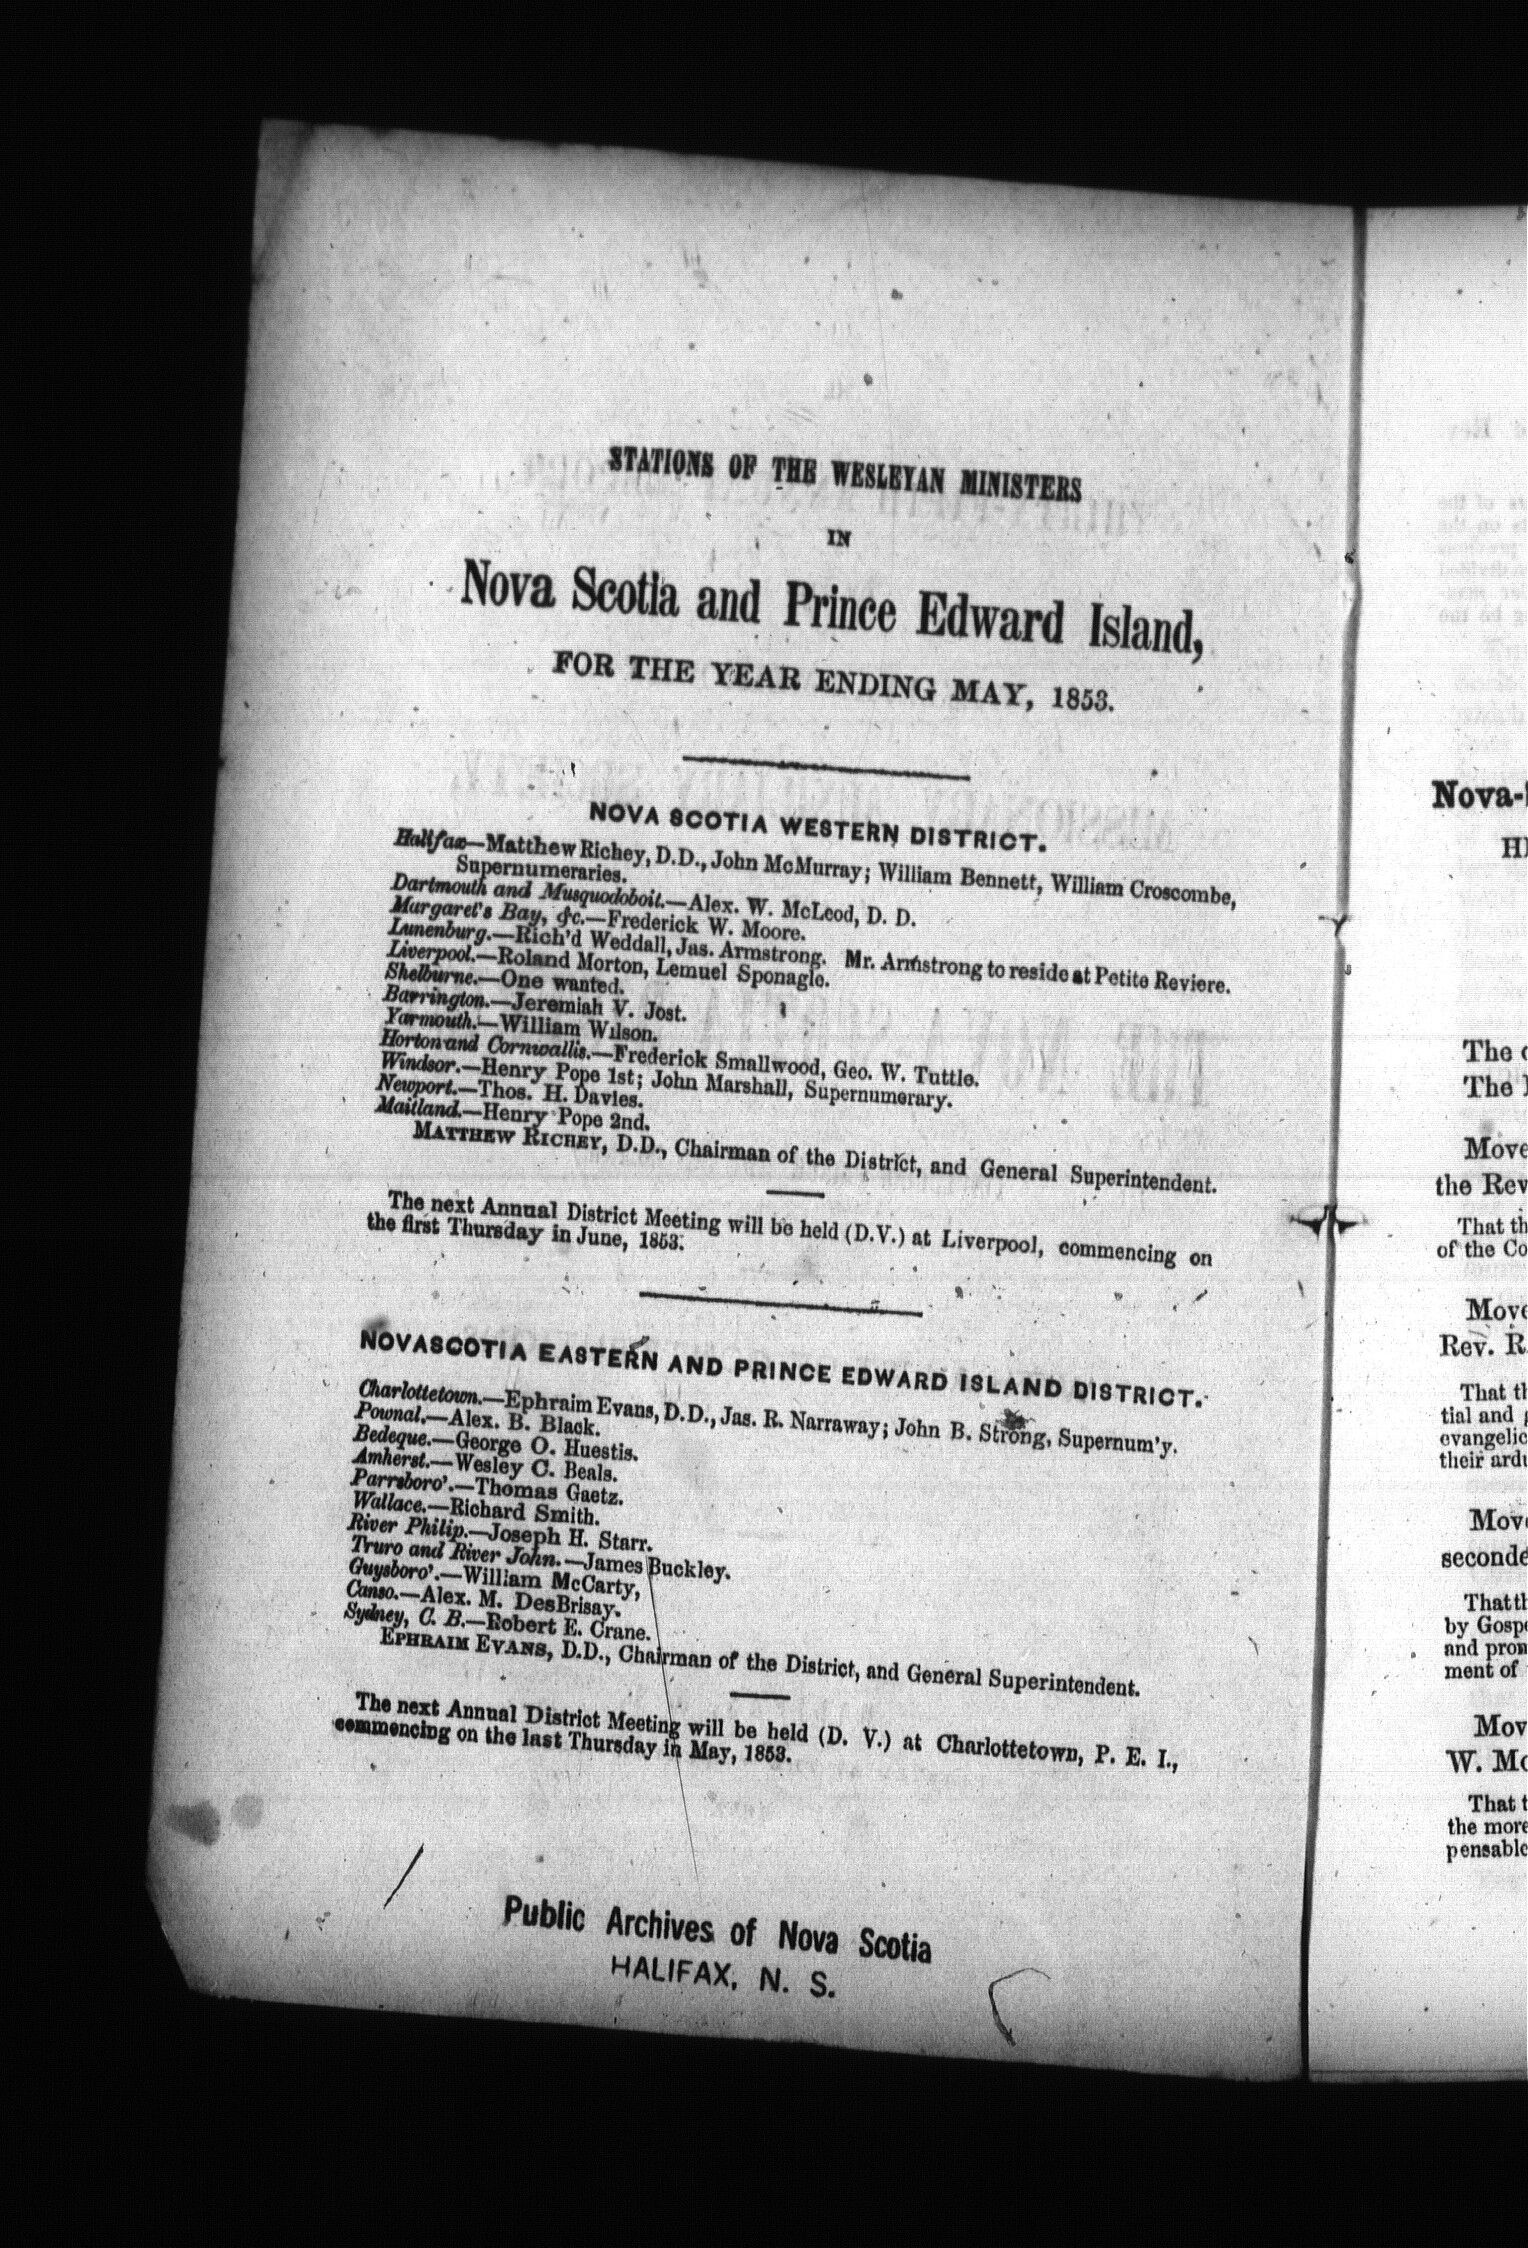 STATIONS OF THE WESLEYAN MINISTERS
IN
Nova Scotia and Prince Edward Island,
FOR THE YEAR ENDING MAY, 1853.
NOVA SCOTIA WESTERN DISTRICT.
Halifax—Matthew Richey, D.D., John McMurray; William Bennett, William Croscombe,
Supernumeraries.
Dartmouth and Musquodoboit.—Alex. W. McLeod, D. D.
Margaret's Bay, &c.—Frederick W. Moore.
Lunenburg.—Rich'd Weddall, Jas. Armstrong. Mr. Armstrong to reside at Petite Reviere.
Liverpool.—Roland Morton, Lemuel Sponagle.
Shelburne.—One wanted.
Barrington.—Jeremiah V. Jost.
Yarmouth.—William Wilson.
Horton and Cornwallis.—Frederick Smallwood, Geo. W. Tuttle.
Windsor.—Henry Pope 1st; John Marshall, Supernumerary.
Newport.—Thos. H. Davies.
Maitland.—Henry Pope 2nd.
MATTHEW RICHEY, D.D., Chairman of the District, and General Superintendent.
The next Annual District Meeting will be held (D.V.) at Liverpool, commencing on
the first Thursday in June, 1853.
NOVASCOTIA EASTERN AND PRINCE EDWARD ISLAND DISTRICT.
Charlottetown.—Ephraim Evans, D.D., Jas. R. Narraway; John B. Strong, Supernum'y.
Pownal.—Alex. B. Black.
Bedeque.—George O. Huestis.
Amherst.—Wesley C. Beals.
Parrsboro'.—Thomas Gaetz.
Wallace.—Richard Smith.
River Philip.—Joseph H. Starr.
Truro and River John.—James Buckley.
Guysboro'.—William McCarty,
Canso.—Alex. M. DesBrisay.
Sydney, C. B.—Robert E. Crane.
EPHRAIM EVANS, D.D., Chairman of the District, and General Superintendent.
The next Annual District Meeting will be held (D. V.) at Charlottetown, P. E. I.,
commencing on the last Thursday in May, 1853.
Public Archives of Nova Scotia
HALIFAX, N. S.
Nova-
The
The
Move
the Rev
That th
of the Co
Move
Rev. R.
That th
tial and
evangelic
their ardu
Move
seconde
That th
by Gospe
and prom
ment of
Mov
W. Mc
That t
the more
pensable